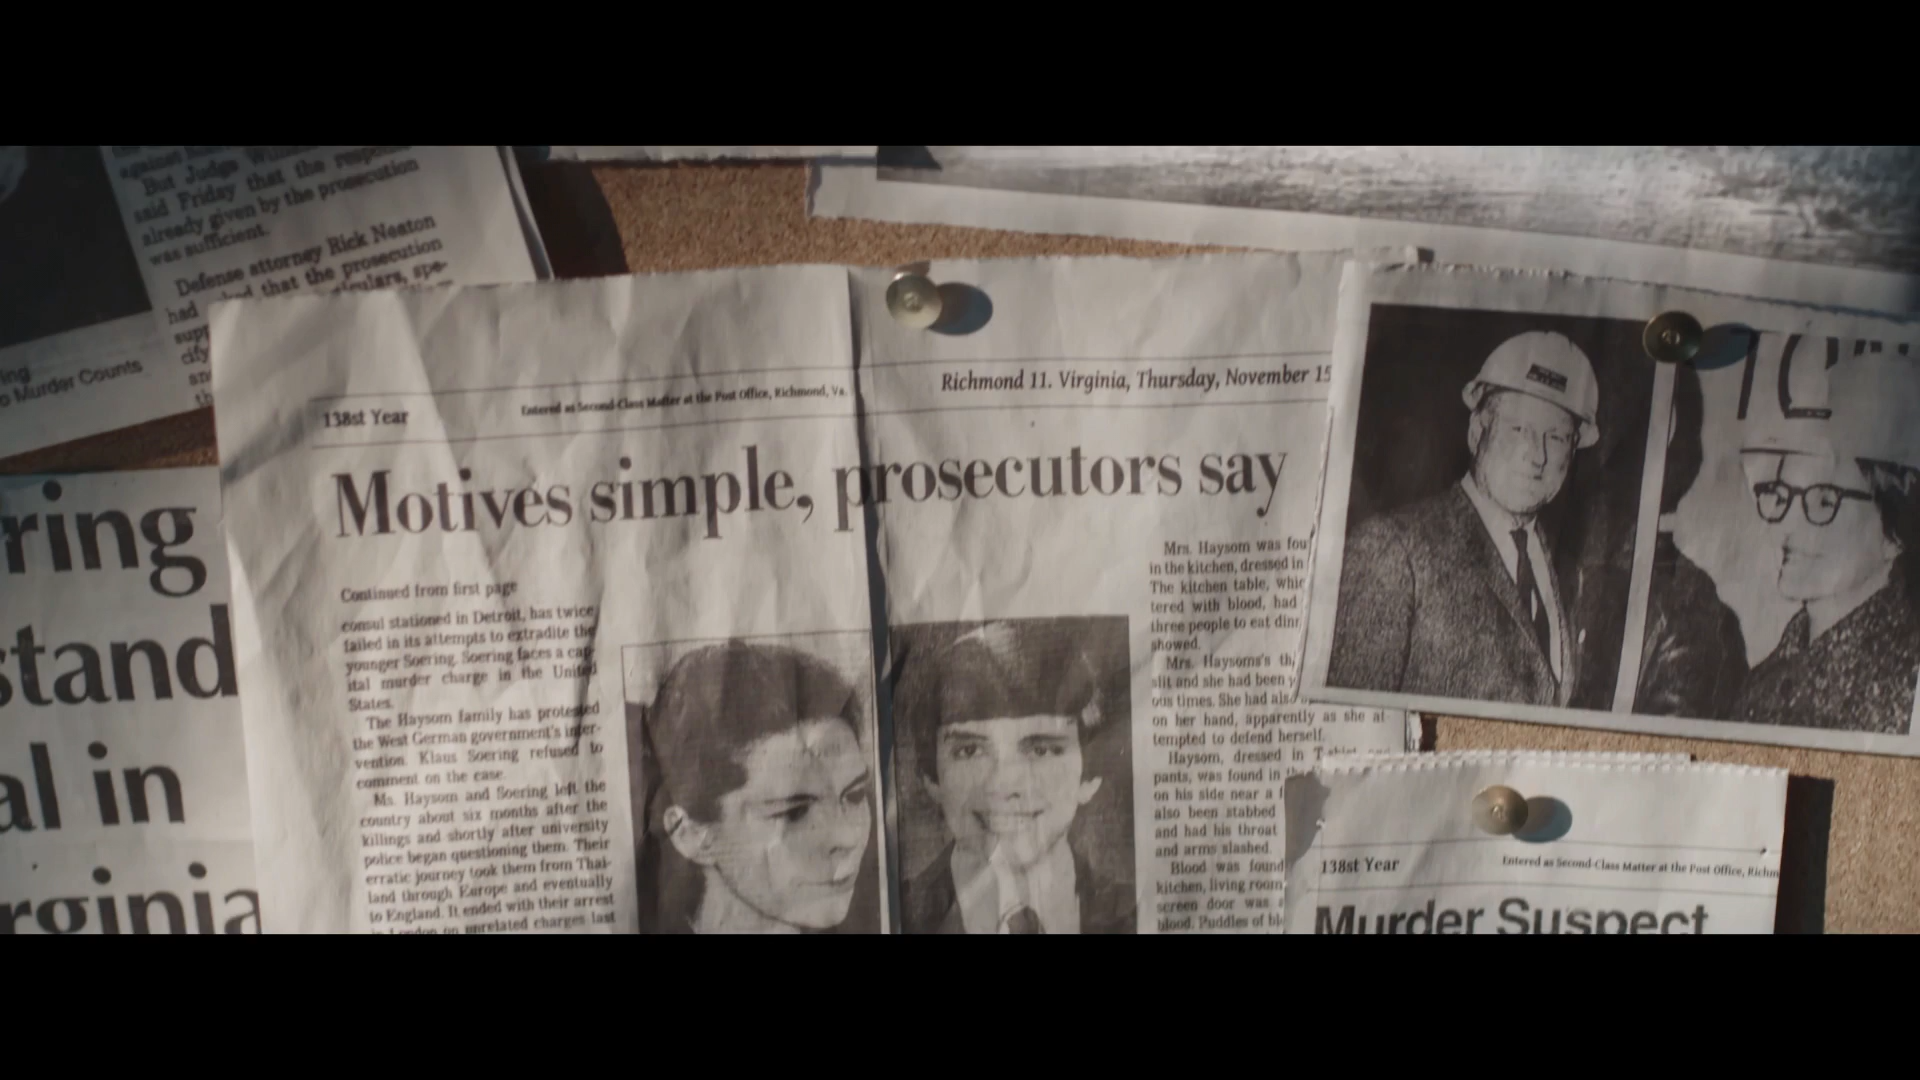 But Judge
said Friday that the
already given by the prosecution
was sufficient.
Defense attorney Rick Neaton
had that the prosecution
Murder Counts
ring
stand
al in
rginia
138st Year
Entered as Second-Class Matter at the Post Office, Richmond, Va.
Richmond 11. Virginia, Thursday, November 15
Motives simple, prosecutors say
Continued from first page
consul stationed in Detroit, has twice
failed in its attempts to extradite the
younger Soering. Soering faces a cap-
ital murder charge in the United
States.
The Haysom family has protested
the West German government's inter-
vention. Klaus Soering refused to
comment on the case.
Ms. Haysom and Soering left the
country about six months after the
killings and shortly after university
police began questioning them. Their
erratic journey took them from Thai-
land through Europe and eventually
to England. It ended with their arrest
in London on unrelated charges last
Mrs. Haysom was fou
in the kitchen, dressed in
The kitchen table, whic
tered with blood, had
three people to eat dinr
showed.
Mrs. Haysoms's th
slit and she had been
ous times. She had als
on her hand, apparently as she at
tempted to defend herself.
Haysom, dressed in
pants, was found in
on his side near a
also been stabbed
and had his throat
and arms slashed.
Blood was found
kitchen, living room
screen door was
blood. Puddles of bl
138st Year
Entered as Second-Class Matter at the Post Office, Richm
Murder Suspect